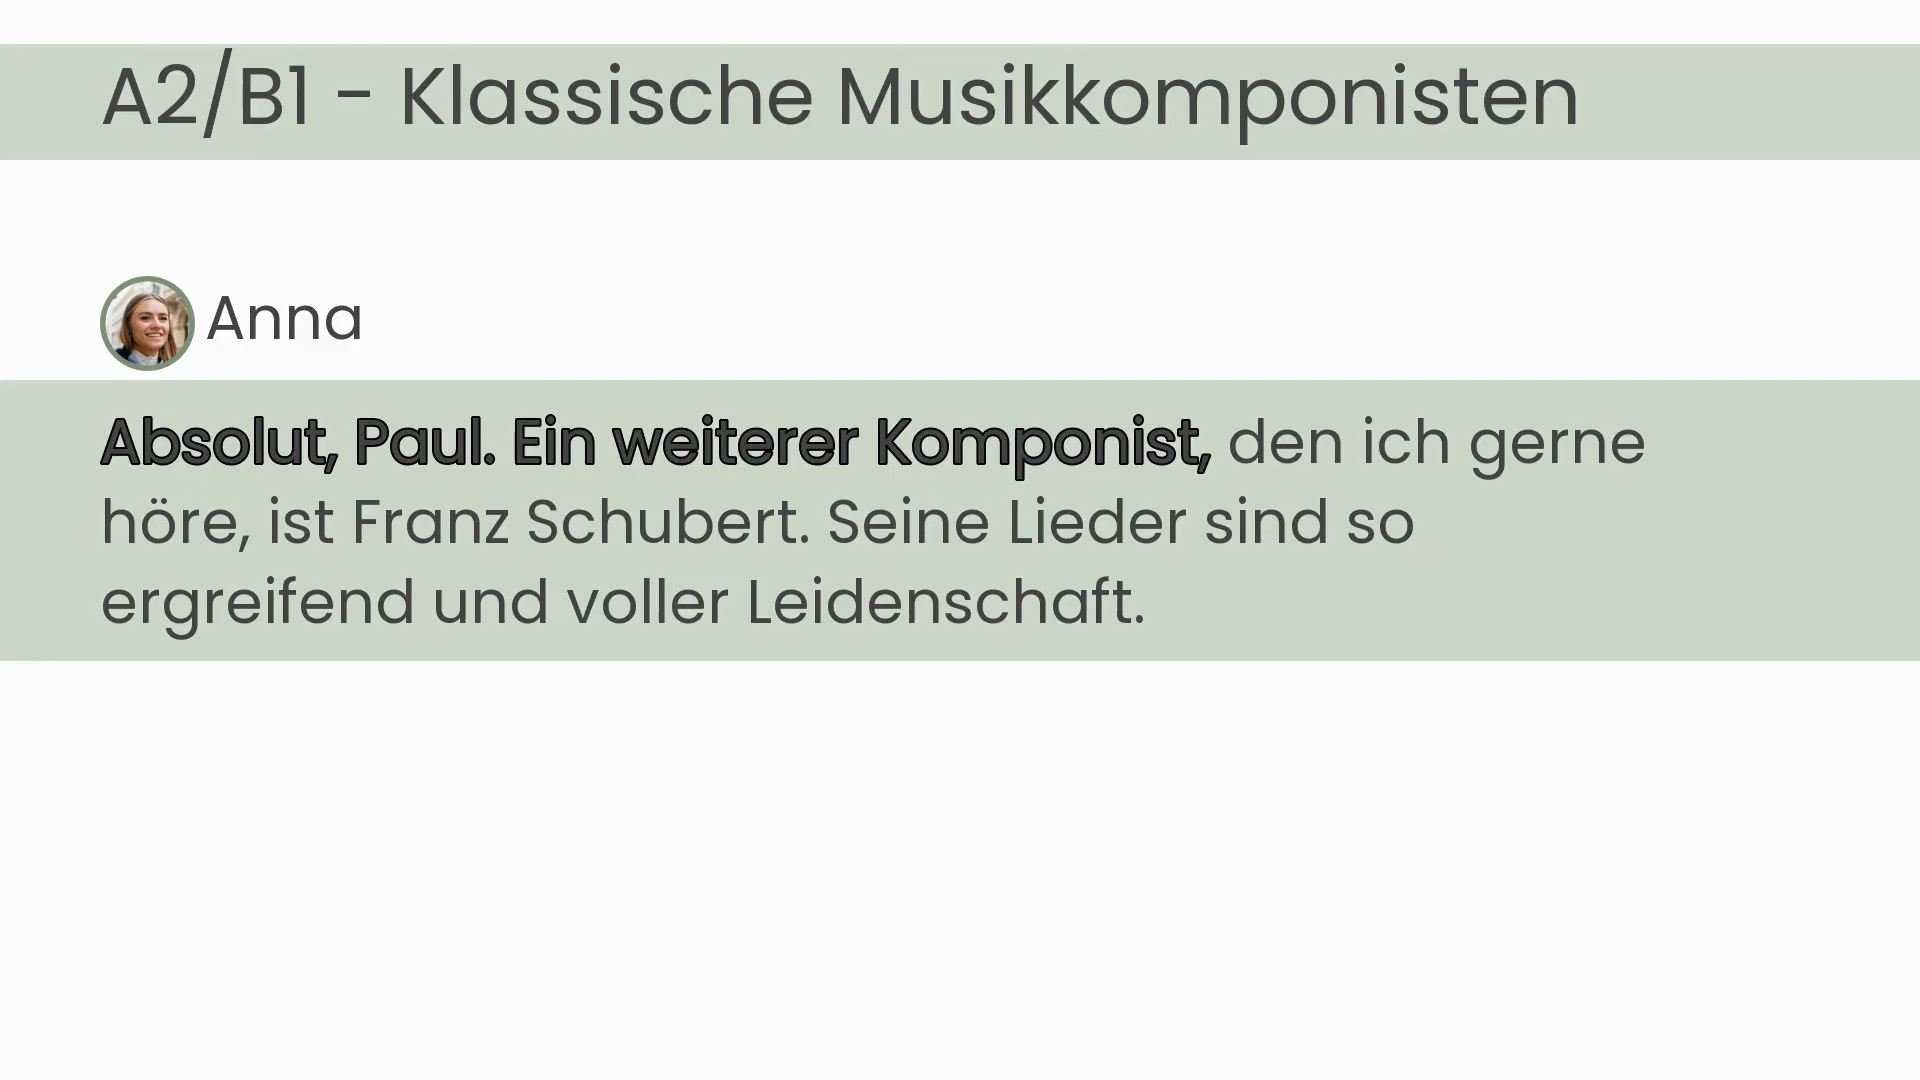 A2/B1 - Klassische Musikkomponisten
Anna
Absolut, Paul. Ein weiterer Komponist, den ich gerne
höre, ist Franz Schubert. Seine Lieder sind so
ergreifend und voller Leidenschaft.